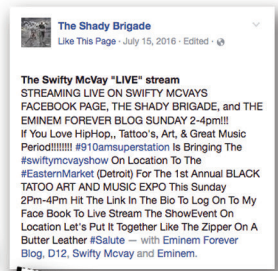 The Shady Brigade
Like This Page · July 15, 2016 · Edited ·
The Swifty McVay "LIVE" stream
STREAMING LIVE ON SWIFTY MCVAYS
FACEBOOK PAGE, THE SHADY BRIGADE, and THE
EMINEM FOREVER BLOG SUNDAY 2-4pm!!!
If You Love HipHop,, Tattoo's, Art, & Great Music
Period!!!!!!!! #910amsuperstation Is Bringing The
#swiftymcvayshow On Location To The
#EasternMarket (Detroit) For The 1st Annual BLACK
TATOO ART AND MUSIC EXPO This Sunday
2Pm-4Pm Hit The Link In The Bio To Log On To My
Face Book To Live Stream The ShowEvent On
Location Let's Put It Together Like The Zipper On A
Butter Leather #Salute — with Eminem Forever
Blog, D12, Swifty Mcvay and Eminem.